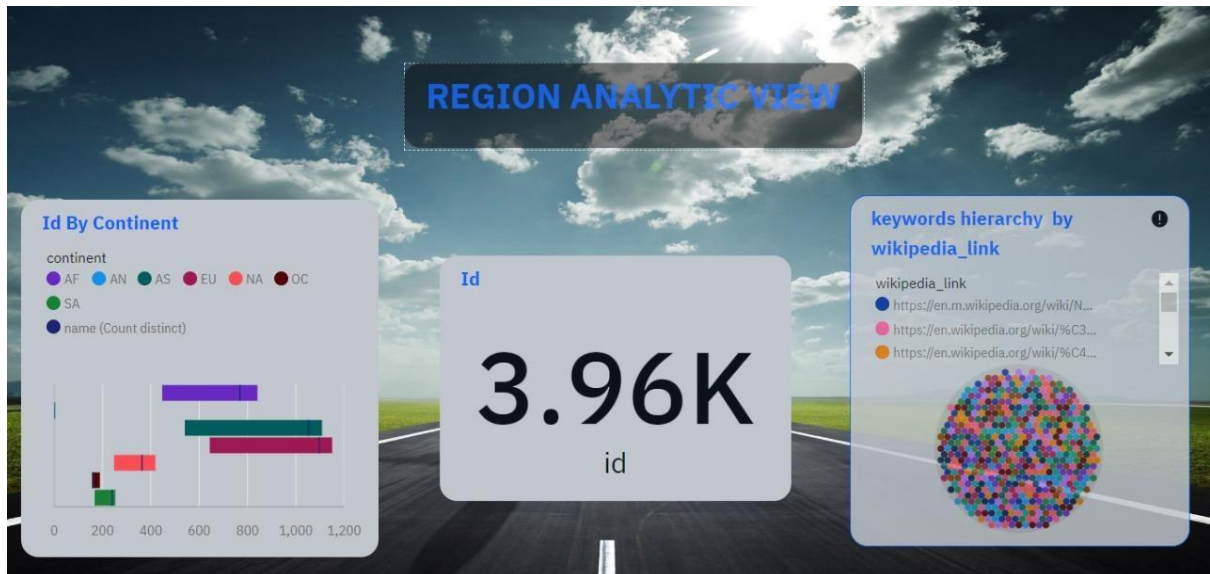 REGION ANALYTIC VIEW
Id By Continent
continent
AF AN AS EU NA OC
SA
name (Count distinct)
0 200 400 600 800 1,000 1,200
Id
3.96K
id
keywords hierarchy by
wikipedia_link
wikipedia_link
https://en.m.wikipedia.org/wiki/N...
https://en.wikipedia.org/wiki/%C3...
https://en.wikipedia.org/wiki/%C4...